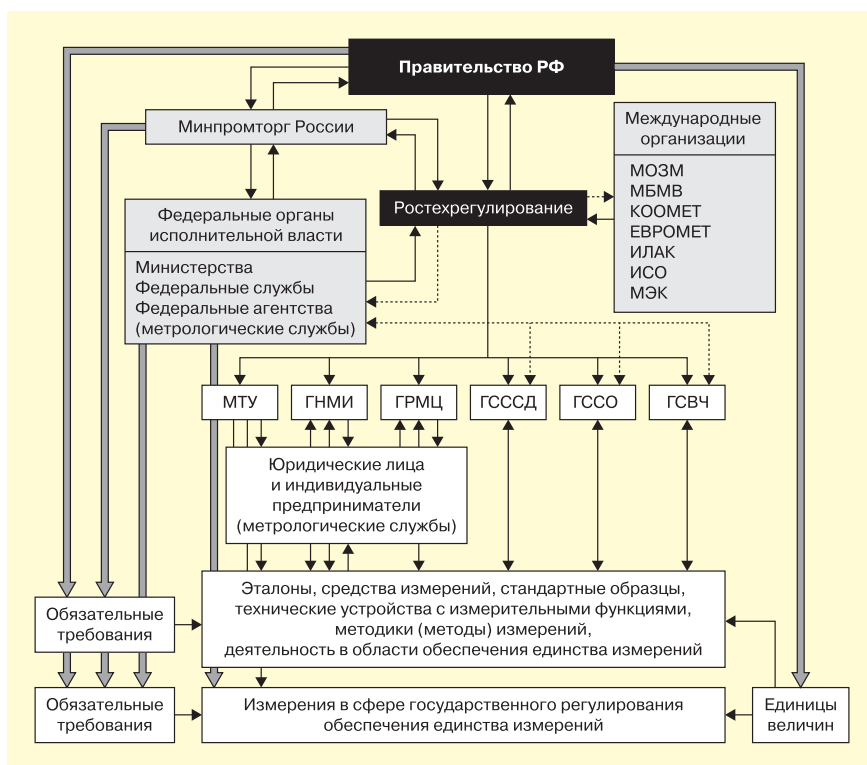 Правительство РФ
Минпромторг России
Международные
организации
МОЗМ
МБМВ
КООМЕТ
ЕВРОМЕТ
ИЛАК
ИСО
МЭК
Ростехрегулирование
Федеральные органы
исполнительной власти
Министерства
Федеральные службы
Федеральные агентства
(метрологические службы)
МТУ
ГНМИ
ГРМЦ
ГСССД
ГССО
ГСВЧ
Юридические лица
и индивидуальные
предприниматели
(метрологические службы)
Эталоны, средства измерений, стандартные образцы,
технические устройства с измерительными функциями,
методики (методы) измерений,
деятельность в области обеспечения единства измерений
Обязательные
требования
Обязательные
требования
Измерения в сфере государственного регулирования
обеспечения единства измерений
Единицы
величин